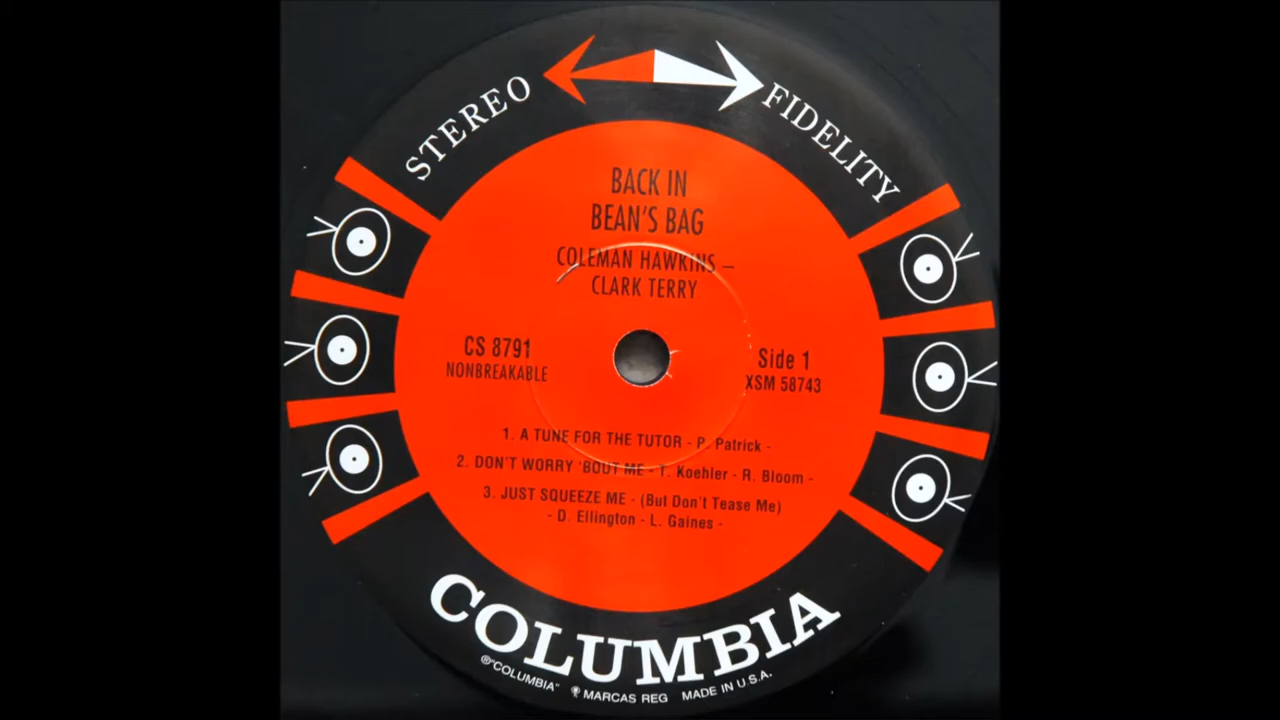 STEREO FIDELITY
BACK IN
BEAN'S BAG
COLEMAN HAWKINS –
CLARK TERRY
CS 8791
NONBREAKABLE
Side 1
XSM 58743
1. A TUNE FOR THE TUTOR - P. Patrick -
2. DON'T WORRY 'BOUT ME - T. Koehler - R. Bloom -
3. JUST SQUEEZE ME - (But Don't Tease Me)
- D. Ellington - L. Gaines -
COLUMBIA
®"COLUMBIA" MARCAS REG MADE IN U.S.A.